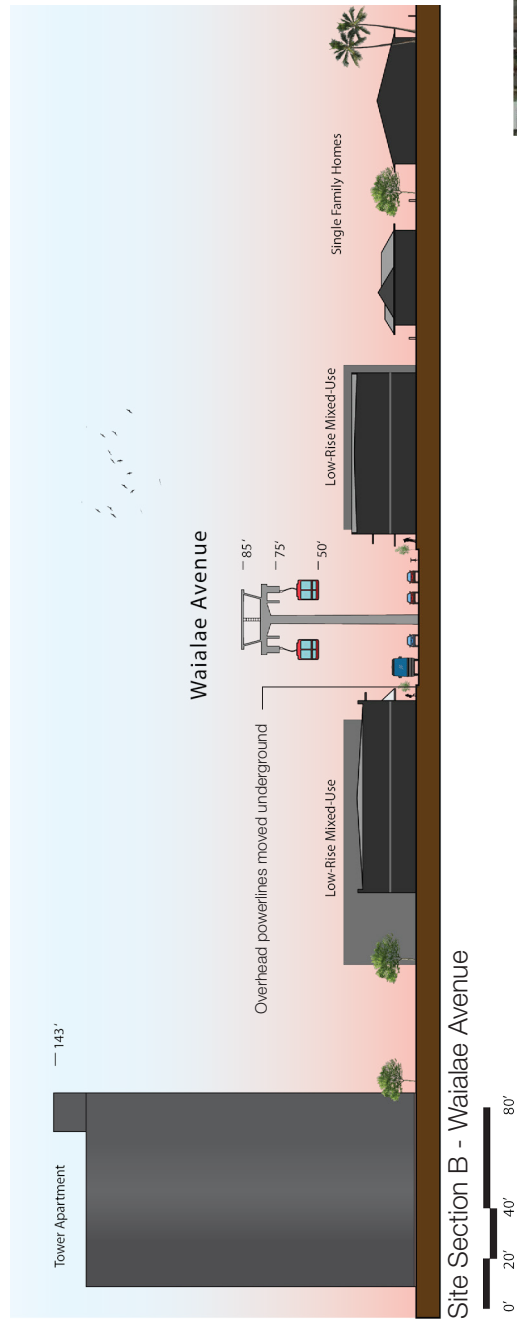 Waialae Avenue
Tower Apartment
143'
Overhead powerlines moved underground
85'
75'
50'
Low-Rise Mixed-Use
Low-Rise Mixed-Use
Single Family Homes
Site Section B - Waialae Avenue
0' 20' 40' 80'